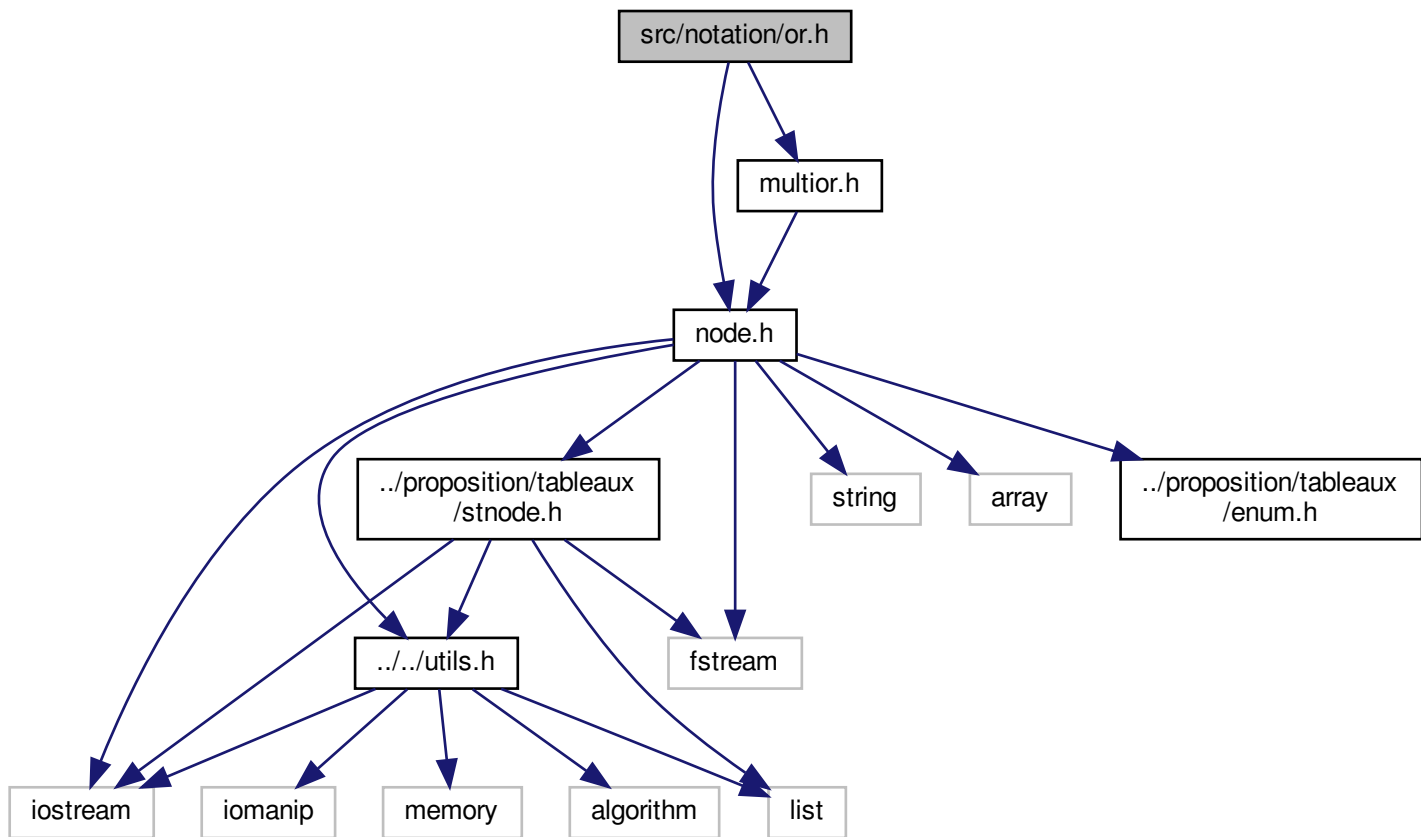 src/notation/or.h
multior.h
node.h
../proposition/tableaux
/stnode.h
string
array
../proposition/tableaux
/enum.h
../../utils.h
fstream
iostream
iomanip
memory
algorithm
list